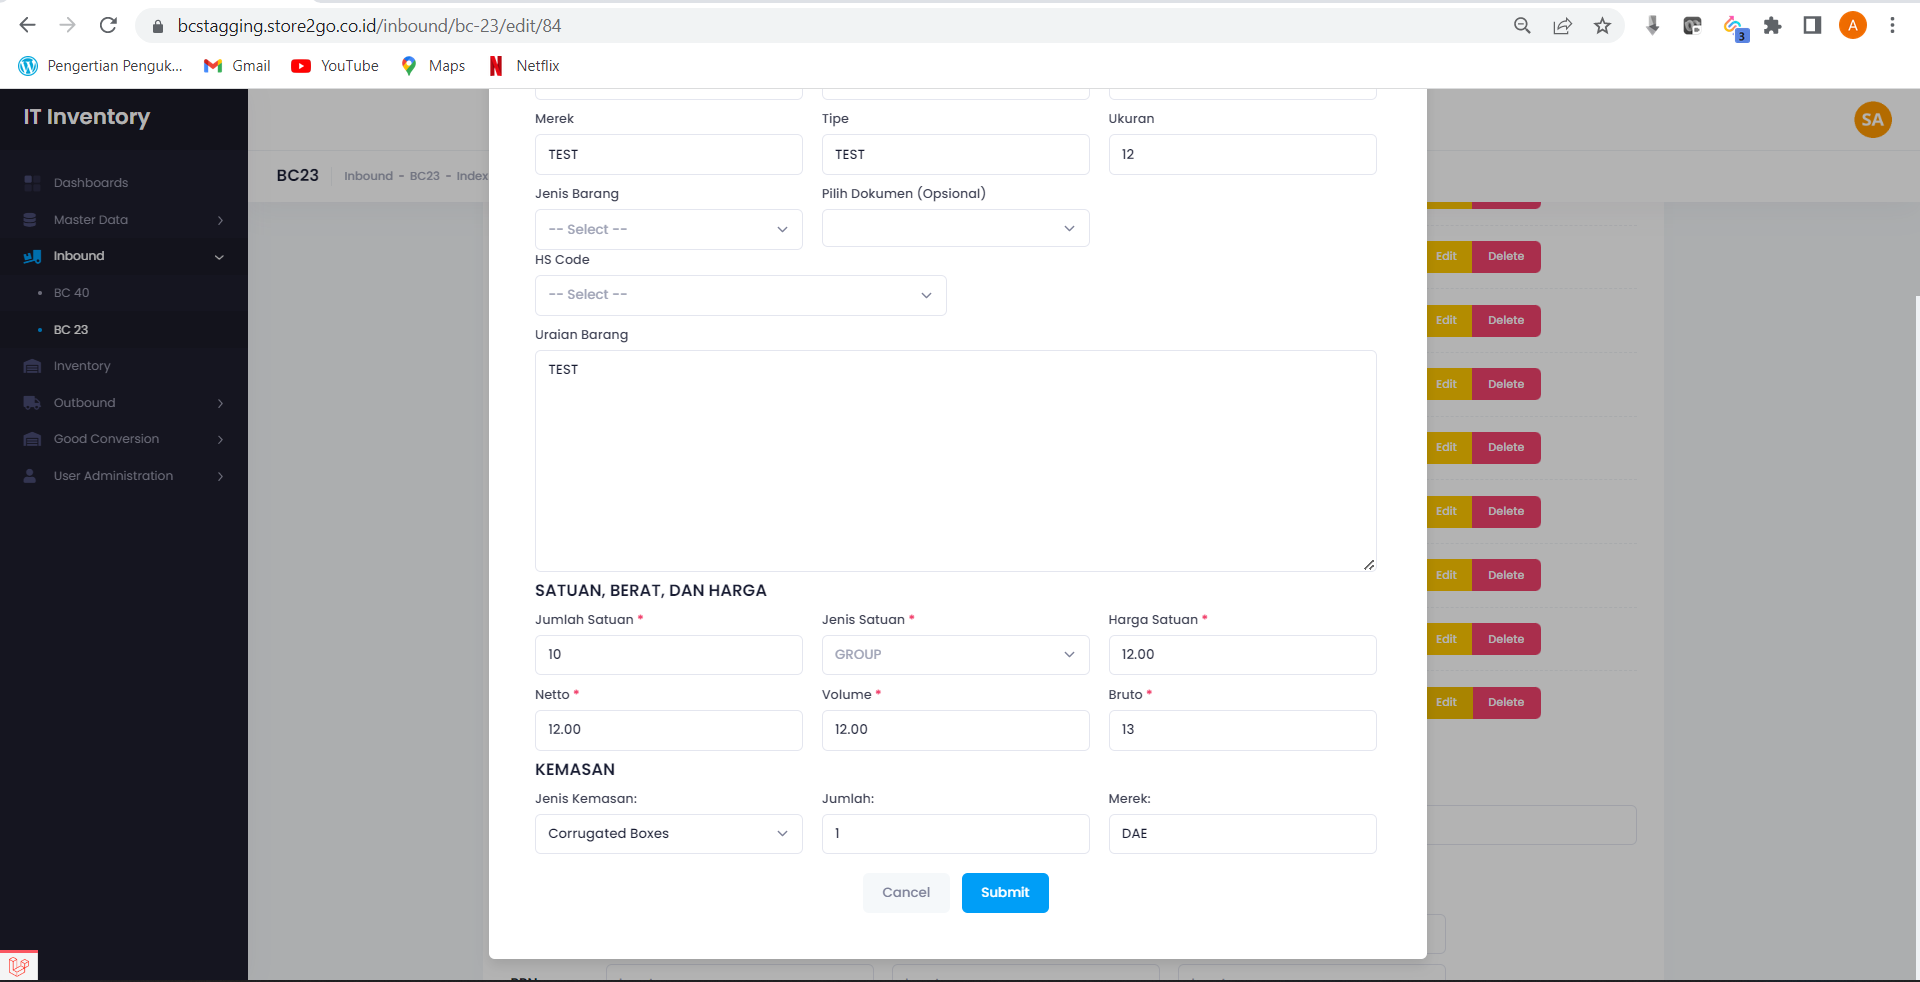 bcstagging.store2go.co.id/inbound/bc-23/edit/84
3
A
Pengertian Penguk...
Gmail
YouTube
Maps
Netflix
IT Inventory
SA
BC23
Inbound - BC23 - Index
Dashboards
Master Data
Inbound
BC 40
BC 23
Inventory
Outbound
Good Conversion
User Administration
Merek
Tipe
Ukuran
TEST
TEST
12
Jenis Barang
Pilih Dokumen (Opsional)
-- Select --
HS Code
-- Select --
Uraian Barang
TEST
SATUAN, BERAT, DAN HARGA
Jumlah Satuan *
Jenis Satuan *
Harga Satuan *
10
GROUP
12.00
Netto *
Volume *
Bruto *
12.00
12.00
13
KEMASAN
Jenis Kemasan:
Jumlah:
Merek:
Corrugated Boxes
1
DAE
Cancel
Submit
Edit
Delete
Edit
Delete
Edit
Delete
Edit
Delete
Edit
Delete
Edit
Delete
Edit
Delete
Edit
Delete